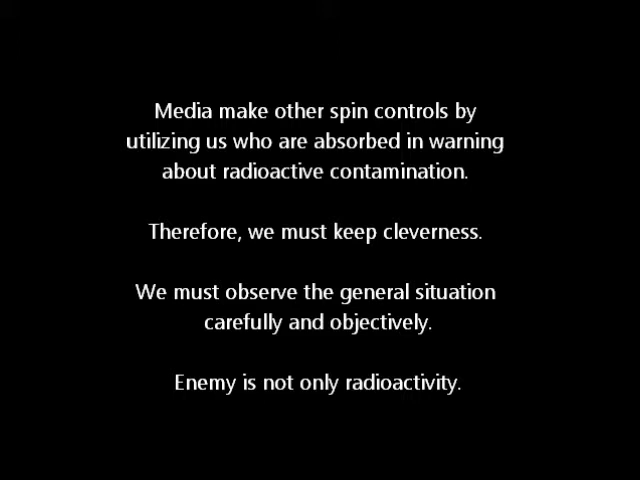 Media make other spin controls by
utilizing us who are absorbed in warning
about radioactive contamination.
Therefore, we must keep cleverness.
We must observe the general situation
carefully and objectively.
Enemy is not only radioactivity.